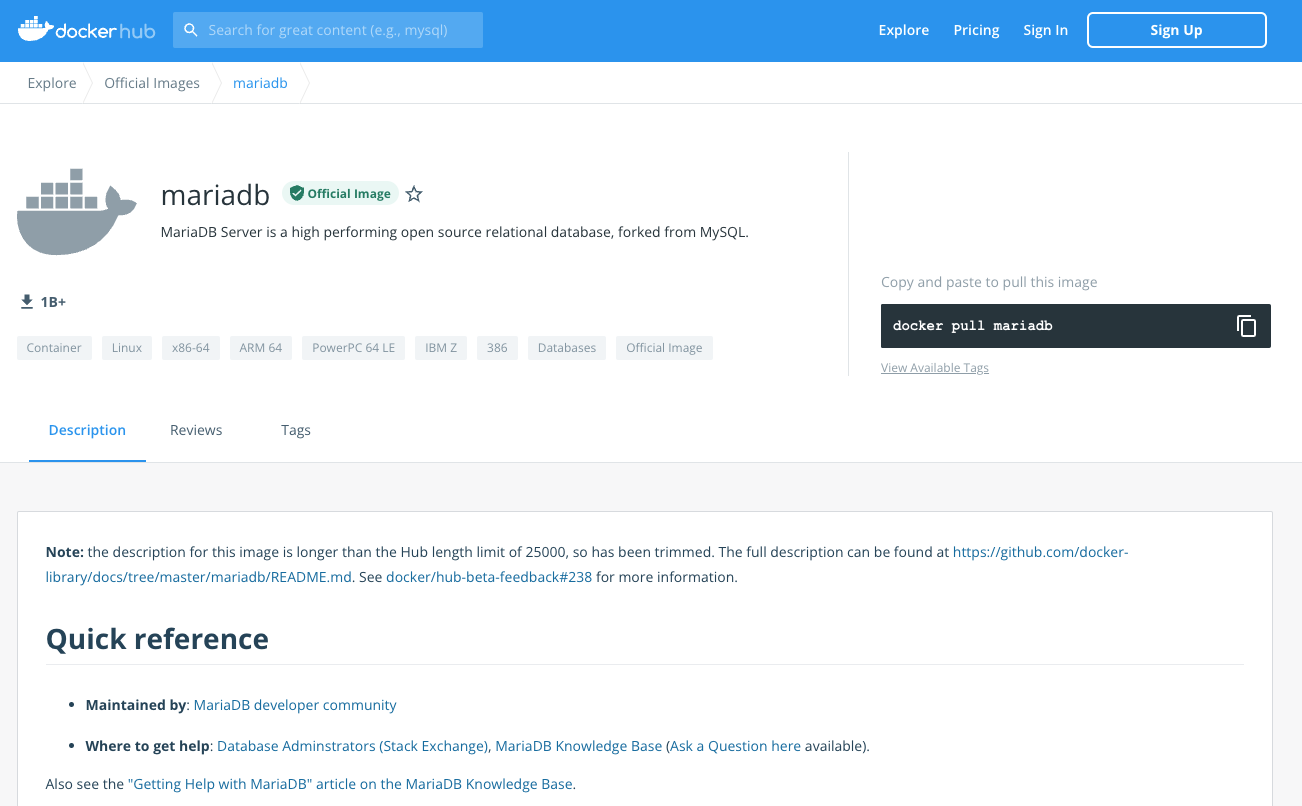 docker hub
Search for great content (e.g., mysql)
Explore
Pricing
Sign In
Sign Up
Explore
Official Images
mariadb
mariadb
Official Image
MariaDB Server is a high performing open source relational database, forked from MySQL.
1B+
Container
Linux
x86-64
ARM 64
PowerPC 64 LE
IBM Z
386
Databases
Official Image
Copy and paste to pull this image
docker pull mariadb
View Available Tags
Description
Reviews
Tags
Note: the description for this image is longer than the Hub length limit of 25000, so has been trimmed. The full description can be found at https://github.com/docker-
library/docs/tree/master/mariadb/README.md. See docker/hub-beta-feedback#238 for more information.
Quick reference
• Maintained by: MariaDB developer community
• Where to get help: Database Adminstrators (Stack Exchange), MariaDB Knowledge Base (Ask a Question here available).
Also see the "Getting Help with MariaDB" article on the MariaDB Knowledge Base.